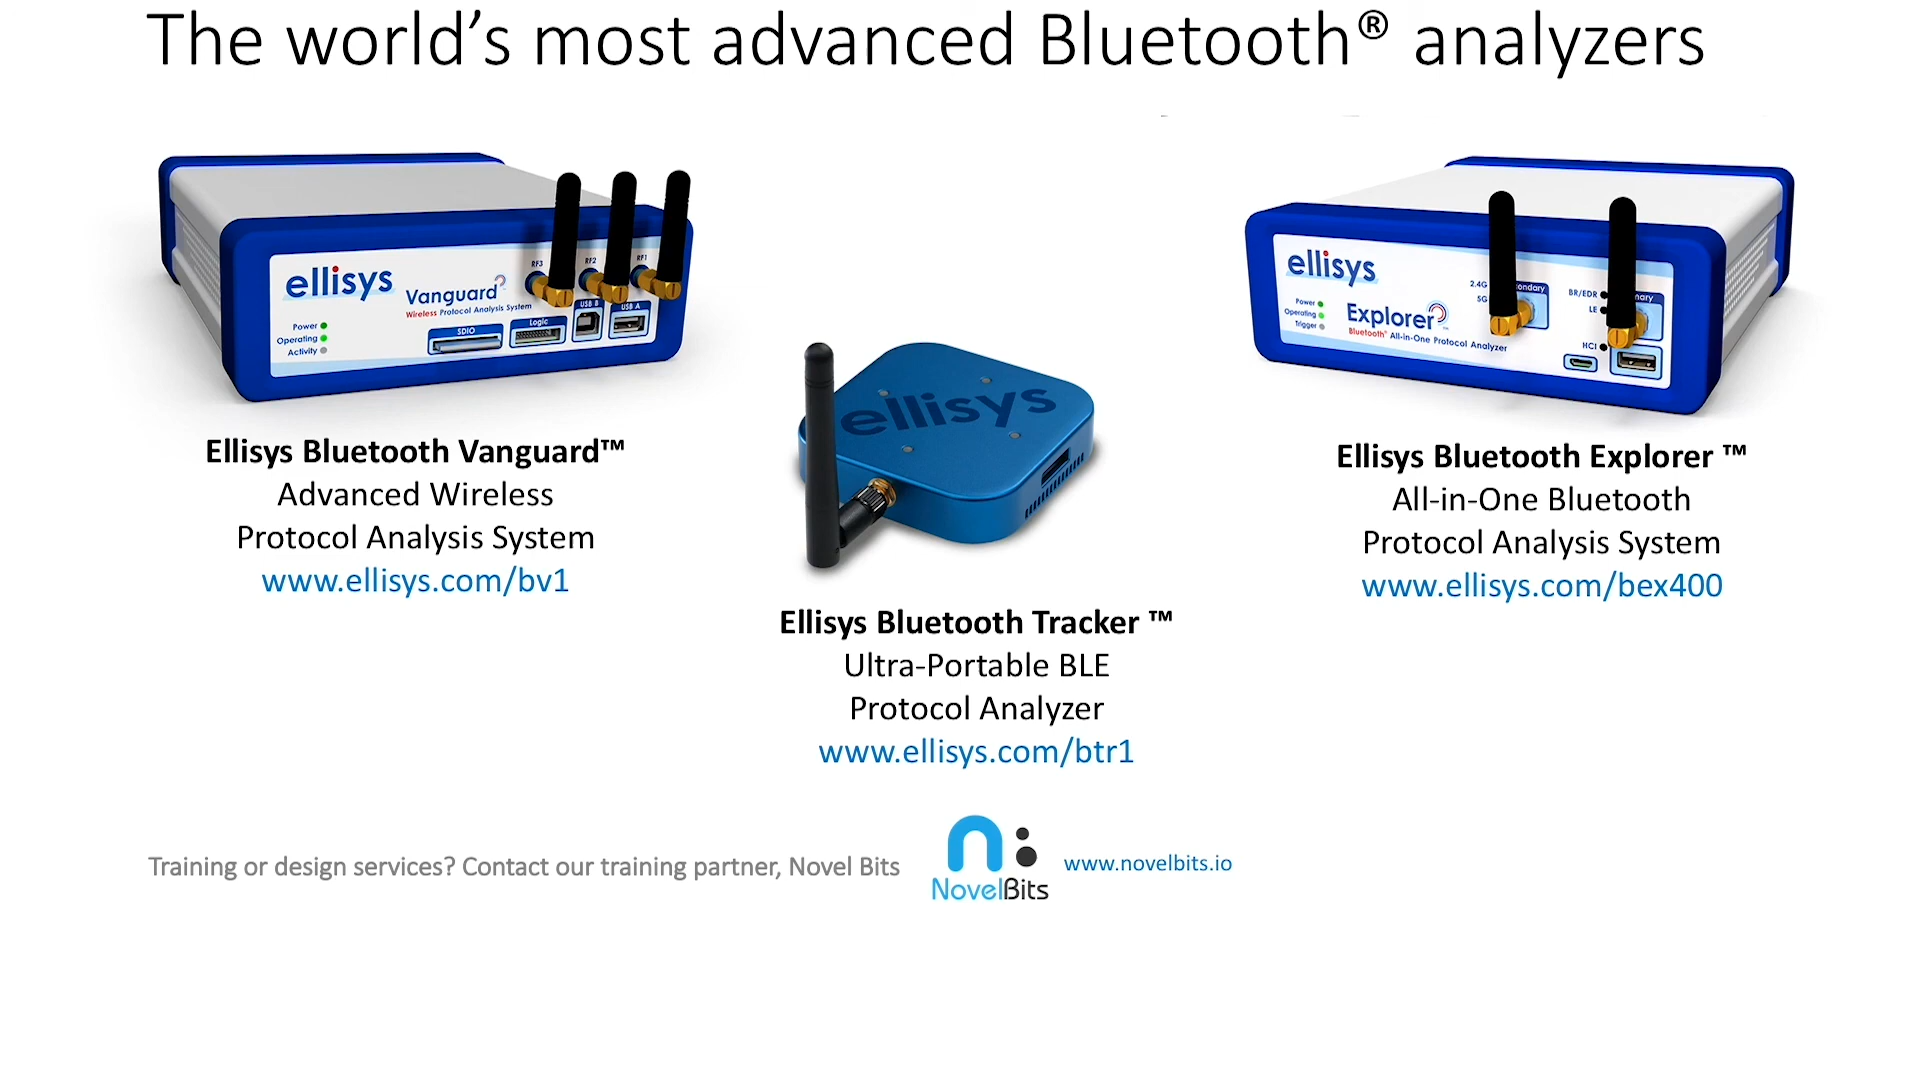 The world’s most advanced Bluetooth® analyzers
ellisys
Vanguard
Wireless Protocol Analysis System
Power
Operating
Activity
RF3
RF2
RF1
SDIO
Logic
USB B
USB A
Ellisys Bluetooth Vanguard™
Advanced Wireless
Protocol Analysis System
www.ellisys.com/bv1
ellisys
Ellisys Bluetooth Tracker ™
Ultra-Portable BLE
Protocol Analyzer
www.ellisys.com/btr1
ellisys
Explorer
Bluetooth® All-in-One Protocol Analyzer
Power
Operating
Trigger
2.4G
5G
BR/EDR
LE
HCI
Ellisys Bluetooth Explorer ™
All-in-One Bluetooth
Protocol Analysis System
www.ellisys.com/bex400
Training or design services? Contact our training partner, Novel Bits
NovelBits
www.novelbits.io